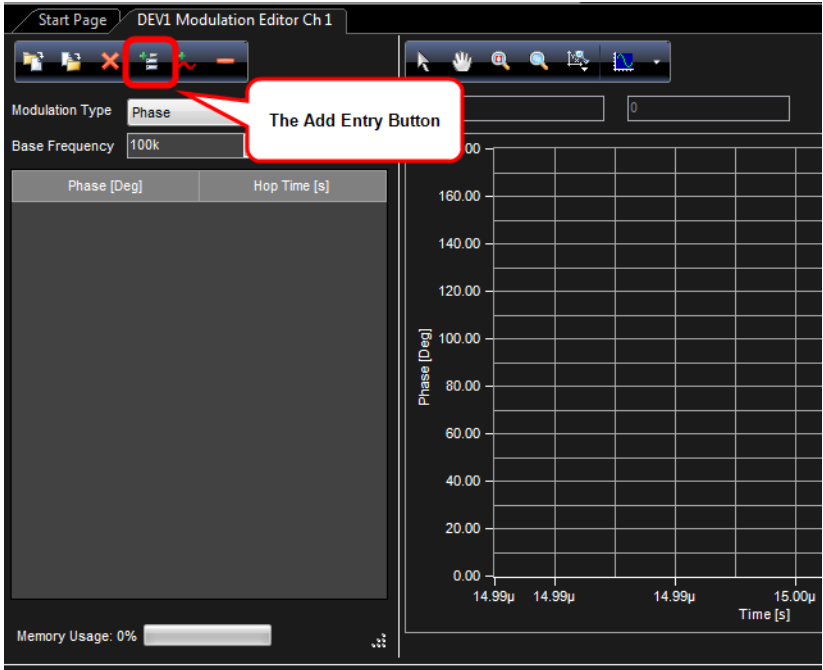 Start Page
DEV1 Modulation Editor Ch 1
Modulation Type
Phase
The Add Entry Button
Base Frequency
100k
Phase [Deg]
Hop Time [s]
Memory Usage: 0%
0
160.00
140.00
120.00
100.00
80.00
60.00
40.00
20.00
0.00
Phase [Deg]
14.99µ
14.99µ
14.99µ
15.00µ
Time [s]